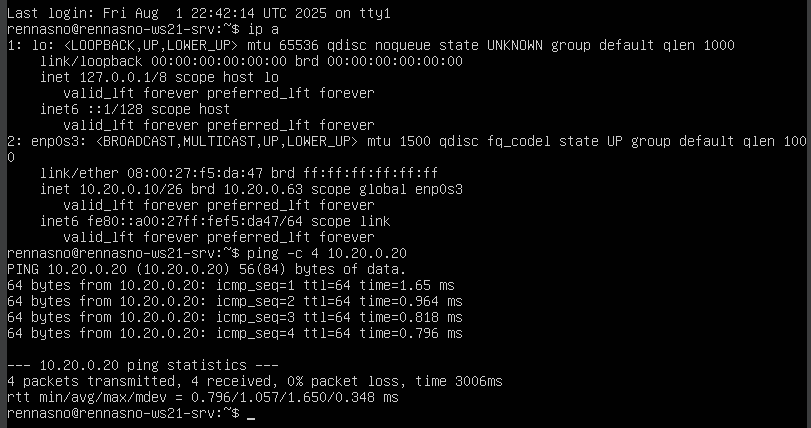 Last login: Fri Aug  1 22:42:14 UTC 2025 on tty1
rennasno@rennasno-ws21-srv:~$ ip a
1: lo: <LOOPBACK,UP,LOWER_UP> mtu 65536 qdisc noqueue state UNKNOWN group default qlen 1000
    link/loopback 00:00:00:00:00:00 brd 00:00:00:00:00:00
    inet 127.0.0.1/8 scope host lo
       valid_lft forever preferred_lft forever
    inet6 ::1/128 scope host
       valid_lft forever preferred_lft forever
2: enp0s3: <BROADCAST,MULTICAST,UP,LOWER_UP> mtu 1500 qdisc fq_codel state UP group default qlen 100
0
    link/ether 08:00:27:f5:da:47 brd ff:ff:ff:ff:ff:ff
    inet 10.20.0.10/26 brd 10.20.0.63 scope global enp0s3
       valid_lft forever preferred_lft forever
    inet6 fe80::a00:27ff:fef5:da47/64 scope link
       valid_lft forever preferred_lft forever
rennasno@rennasno-ws21-srv:~$ ping -c 4 10.20.0.20
PING 10.20.0.20 (10.20.0.20) 56(84) bytes of data.
64 bytes from 10.20.0.20: icmp_seq=1 ttl=64 time=1.65 ms
64 bytes from 10.20.0.20: icmp_seq=2 ttl=64 time=0.964 ms
64 bytes from 10.20.0.20: icmp_seq=3 ttl=64 time=0.818 ms
64 bytes from 10.20.0.20: icmp_seq=4 ttl=64 time=0.796 ms

--- 10.20.0.20 ping statistics ---
4 packets transmitted, 4 received, 0% packet loss, time 3006ms
rtt min/avg/max/mdev = 0.796/1.057/1.650/0.348 ms
rennasno@rennasno-ws21-srv:~$ _